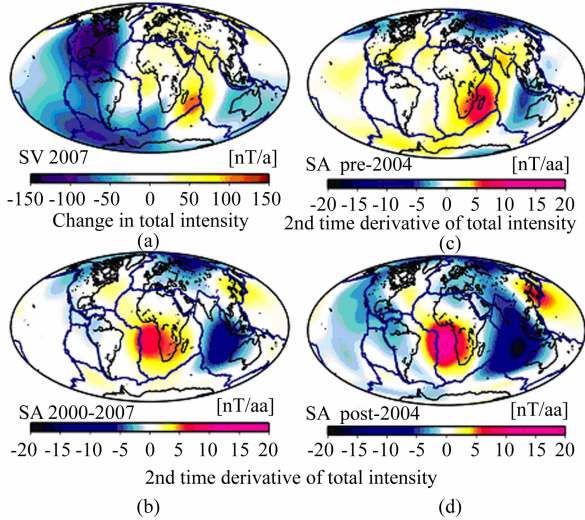 SV 2007 [nT/a]
-150 -100 -50 0 50 100 150
Change in total intensity
(a)
SA pre-2004 [nT/aa]
-20 -15 -10 -5 0 5 10 15 20
2nd time derivative of total intensity
(c)
SA 2000-2007 [nT/aa]
-20 -15 -10 -5 0 5 10 15 20
SA post-2004 [nT/aa]
-20 -15 -10 -5 0 5 10 15 20
2nd time derivative of total intensity
(b)
(d)